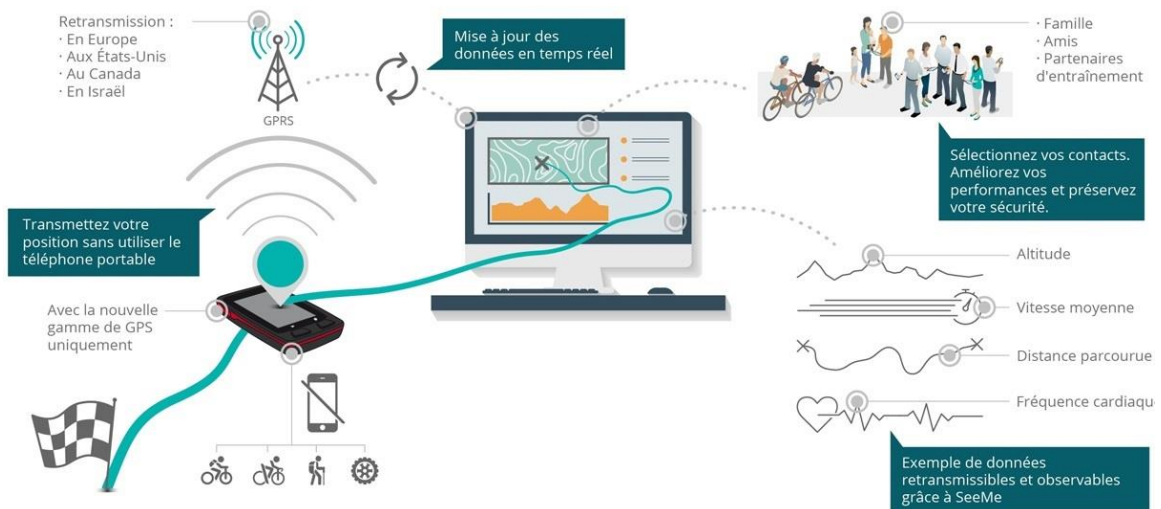 Retransmission :
· En Europe
· Aux États-Unis
· Au Canada
· En Israël
GPRS
Mise à jour des
données en temps réel
· Famille
· Amis
· Partenaires
d'entraînement
Sélectionnez vos contacts.
Améliorez vos
performances et préservez
votre sécurité.
Transmettez votre
position sans utiliser le
téléphone portable
Avec la nouvelle
gamme de GPS
uniquement
Altitude
Vitesse moyenne
Distance parcourue
Fréquence cardiaqu
Exemple de données
retransmissibles et observables
grâce à SeeMe